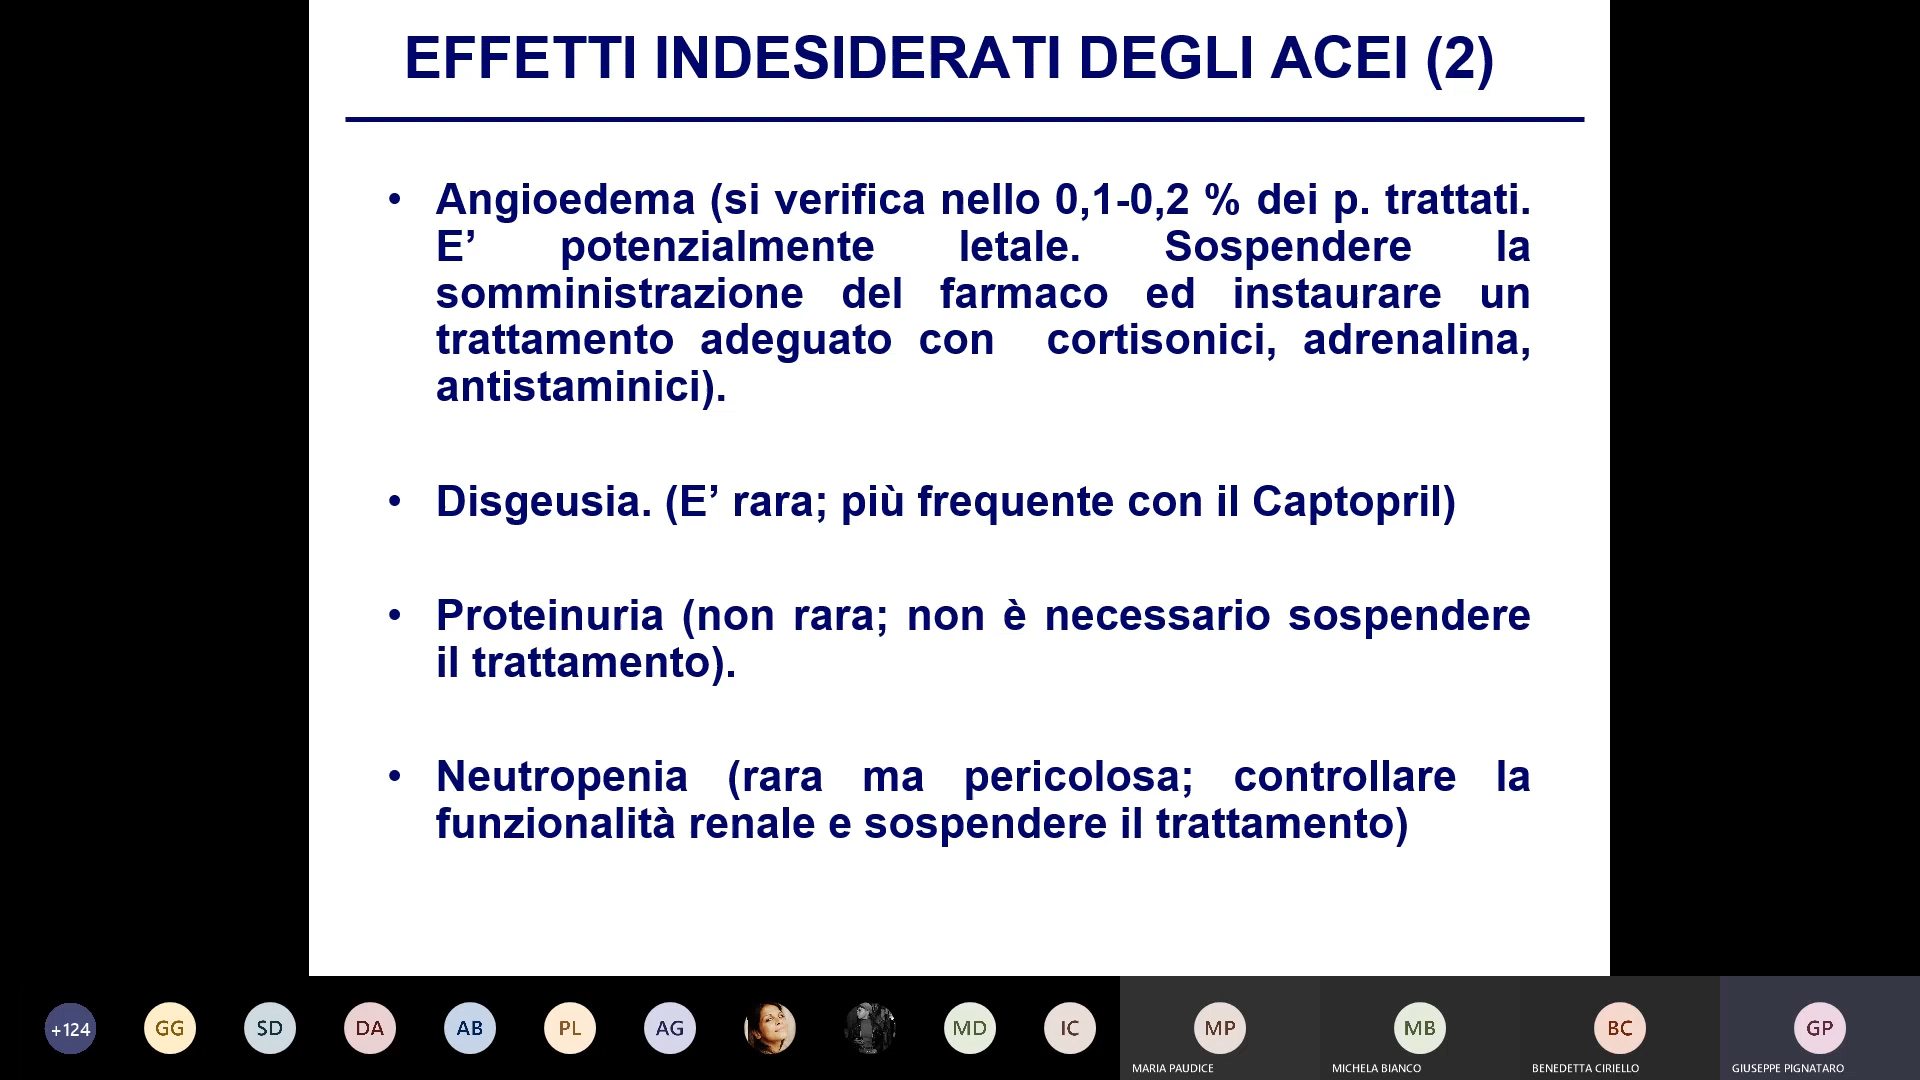 EFFETTI INDESIDERATI DEGLI ACEI (2)
• Angioedema (si verifica nello 0,1-0,2 % dei p. trattati.
E’ potenzialmente letale. Sospendere la
somministrazione del farmaco ed instaurare un
trattamento adeguato con cortisonici, adrenalina,
antistaminici).
• Disgeusia. (E’ rara; più frequente con il Captopril)
• Proteinuria (non rara; non è necessario sospendere
il trattamento).
• Neutropenia (rara ma pericolosa; controllare la
funzionalità renale e sospendere il trattamento)
+124 GG SD DA AB PL AG MD IC MP MB BC GP
MARIA PAUDICE MICHELA BIANCO BENEDETTA CIRIELLO GIUSEPPE PIGNATARO